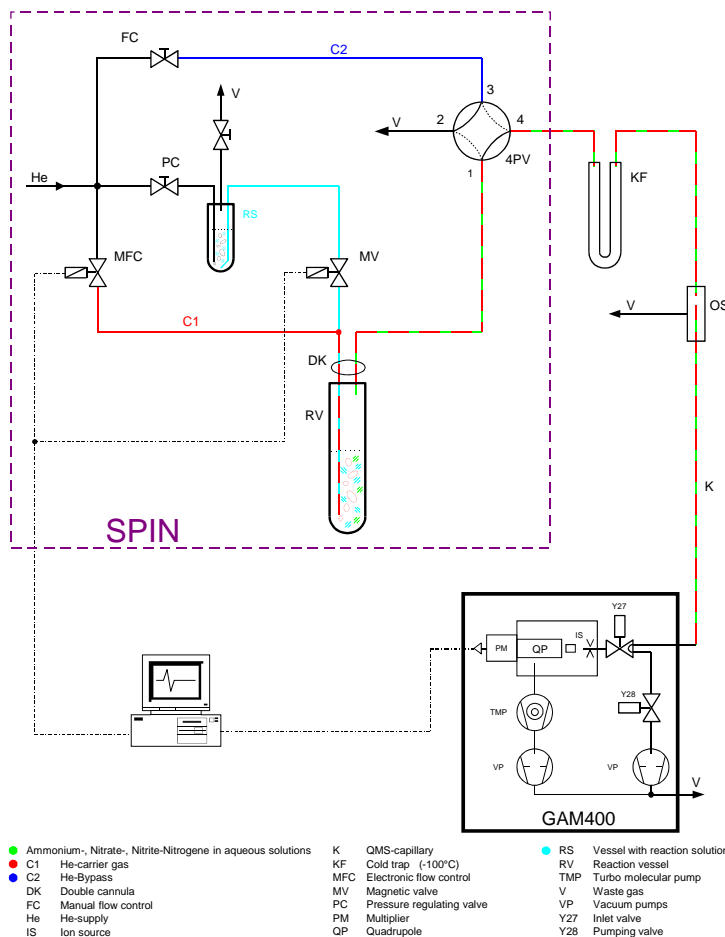 FC
C2
V
3
2
4
4PV
1
V
He
PC
RS
KF
MFC
MV
C1
V
OS
DK
RV
K
SPIN
Y27
IS
PM
QP
Y28
TMP
VP
VP
V
GAM400
Ammonium-, Nitrate-, Nitrite-Nitrogene in aqueous solutions
C1 He-carrier gas
C2 He-Bypass
DK Double cannula
FC Manual flow control
He He-supply
IS Ion source
K QMS-capillary
KF Cold trap (-100°C)
MFC Electronic flow control
MV Magnetic valve
PC Pressure regulating valve
PM Multiplier
QP Quadrupole
RS Vessel with reaction solution
RV Reaction vessel
TMP Turbo molecular pump
V Waste gas
VP Vacuum pumps
Y27 Inlet valve
Y28 Pumping valve